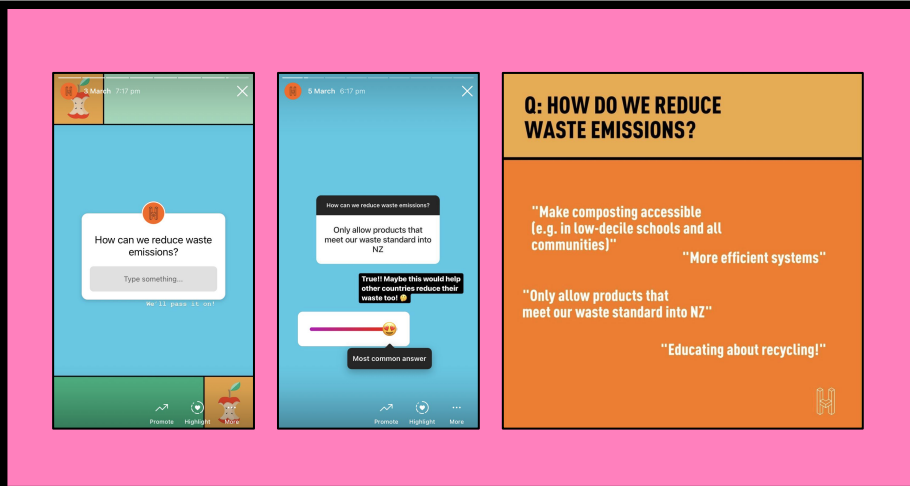 3 March 7:17 pm
How can we reduce waste
emissions?
Type something...
We'll pass it on!
Promote Highlight More
5 March 6:17 pm
How can we reduce waste emissions?
Only allow products that
meet our waste standard into
NZ
True!! Maybe this would help
other countries reduce their
waste too! 🤔
Most common answer
Promote Highlight More
Q: HOW DO WE REDUCE
WASTE EMISSIONS?
"Make composting accessible
(e.g. in low-decile schools and all
communities)"
"More efficient systems"
"Only allow products that
meet our waste standard into NZ"
"Educating about recycling!"
H